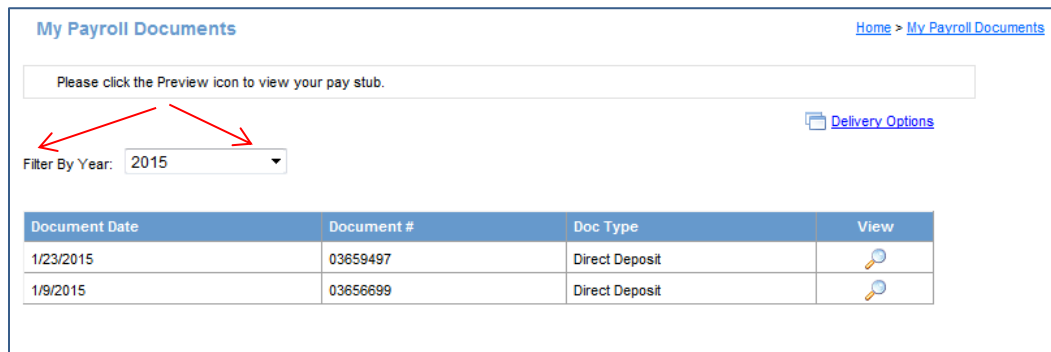 My Payroll Documents
Home > My Payroll Documents
Please click the Preview icon to view your pay stub.
Delivery Options
Filter By Year: 2015
Document Date Document # Doc Type View
1/23/2015 03659497 Direct Deposit
1/9/2015 03656699 Direct Deposit